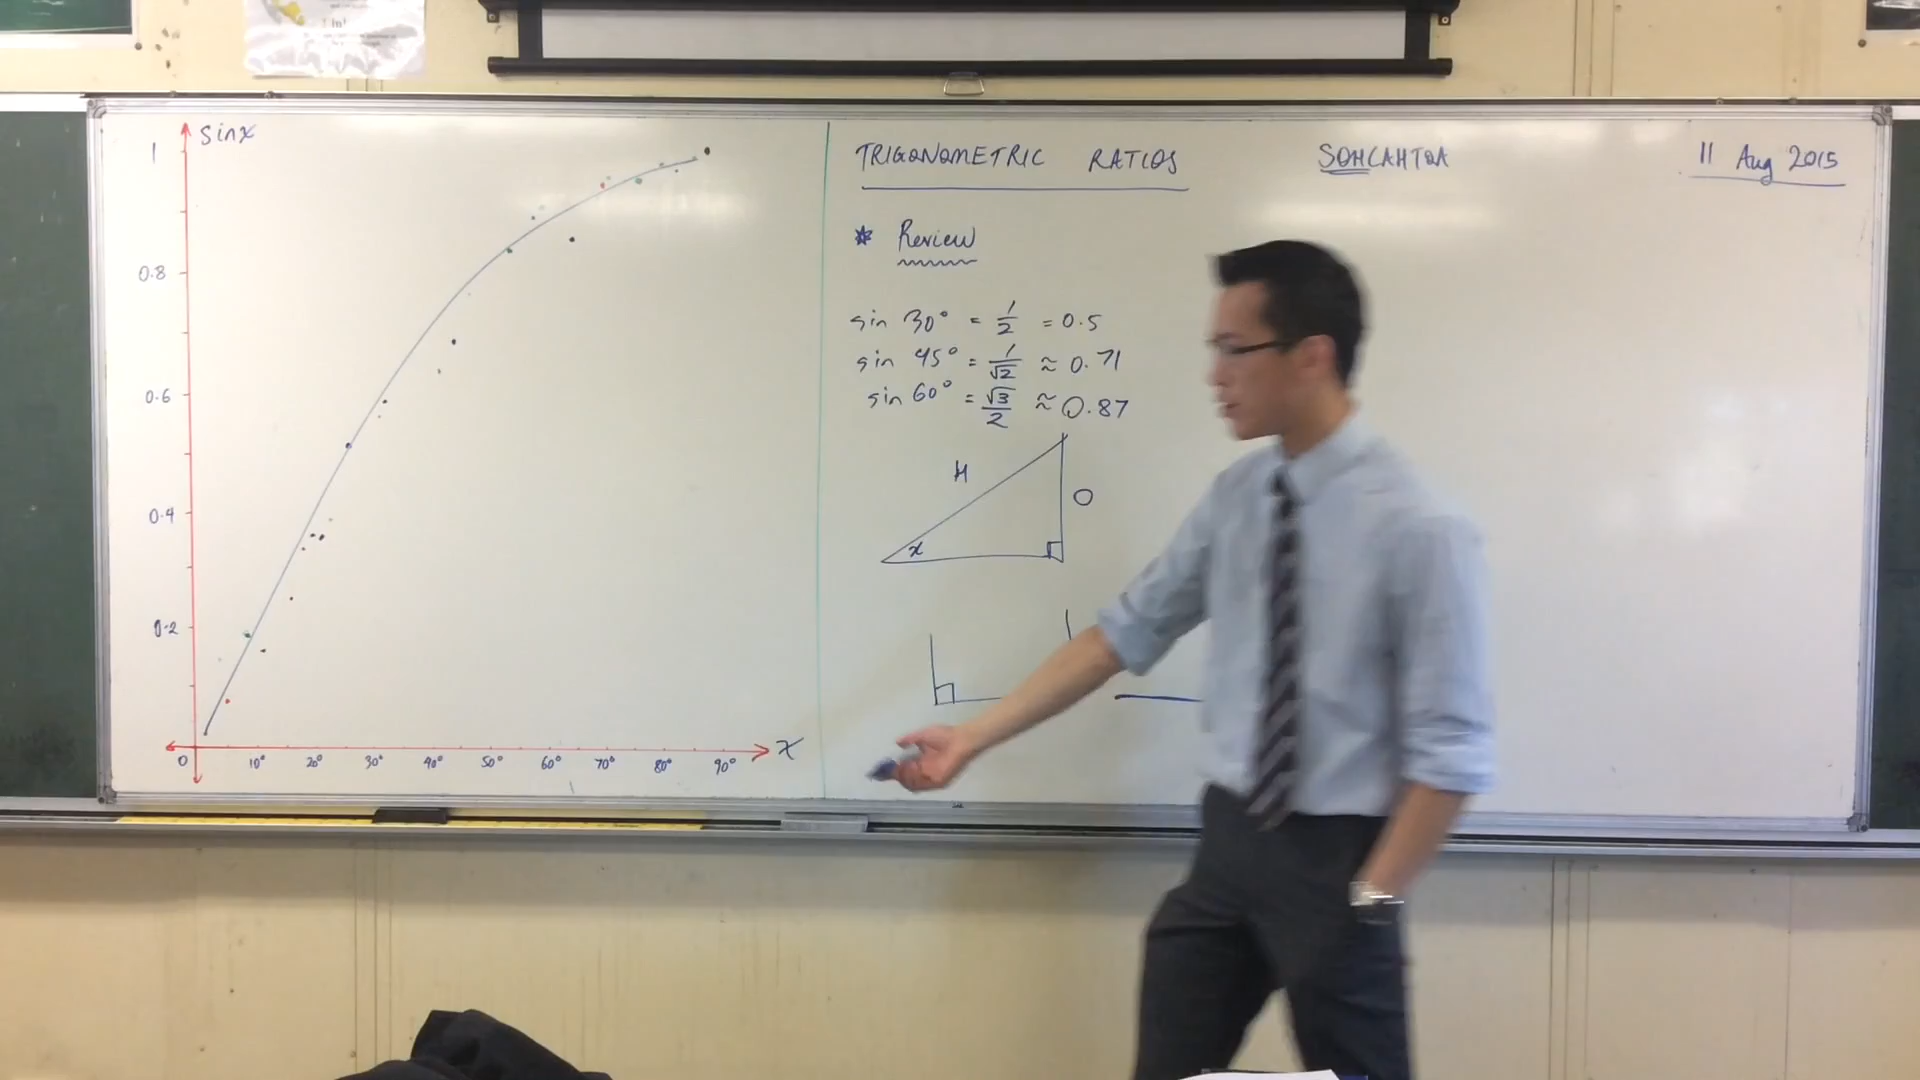 sinx
1
0.8
0.6
0.4
0.2
0 10° 20° 30° 40° 50° 60° 70° 80° 90° x
TRIGONOMETRIC RATIOS SOHCAHTOA 11 Aug 2015
* Review
sin 30° = 1/2 = 0.5
sin 45° = 1/√2 ≈ 0.71
sin 60° = √3/2 ≈ 0.87
H
O
x